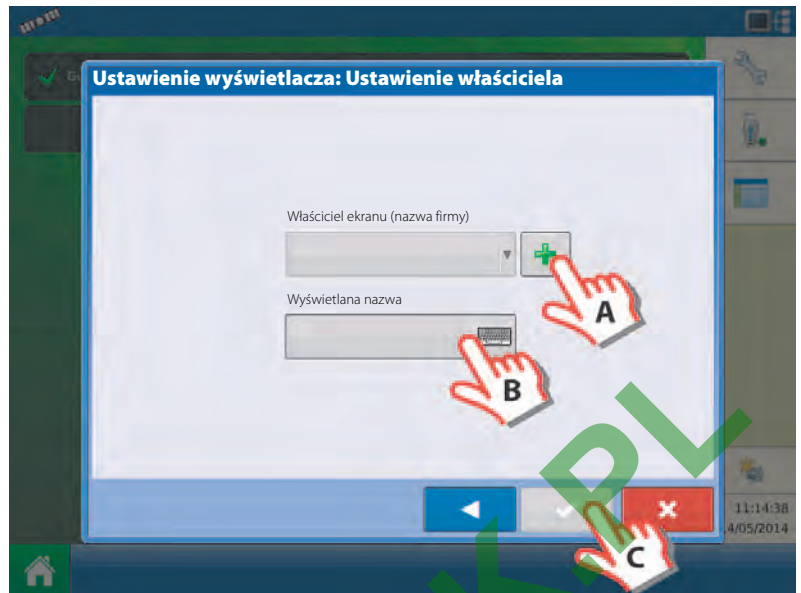 Ustawienie wyświetlacza: Ustawienie właściciela
Właściciel ekranu (nazwa firmy)
A
Wyświetlana nazwa
B
C
11:14:38
4/05/2014
K.PL